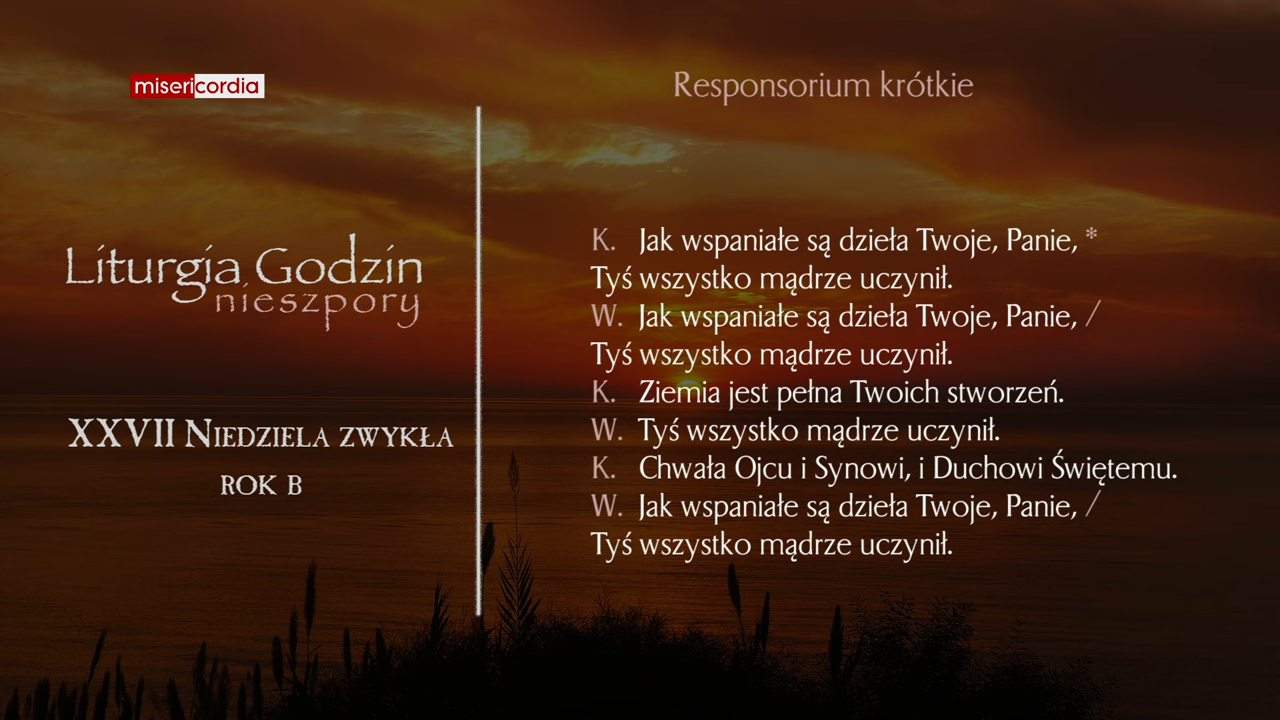 misericordia
Liturgia Godzin
nieszpory
XXVII Niedziela zwykła
rok B
Responsorium krótkie
K. Jak wspaniałe są dzieła Twoje, Panie, *
Tyś wszystko mądrze uczynił.
W. Jak wspaniałe są dzieła Twoje, Panie, /
Tyś wszystko mądrze uczynił.
K. Ziemia jest pełna Twoich stworzeń.
W. Tyś wszystko mądrze uczynił.
K. Chwała Ojcu i Synowi, i Duchowi Świętemu.
W. Jak wspaniałe są dzieła Twoje, Panie, /
Tyś wszystko mądrze uczynił.